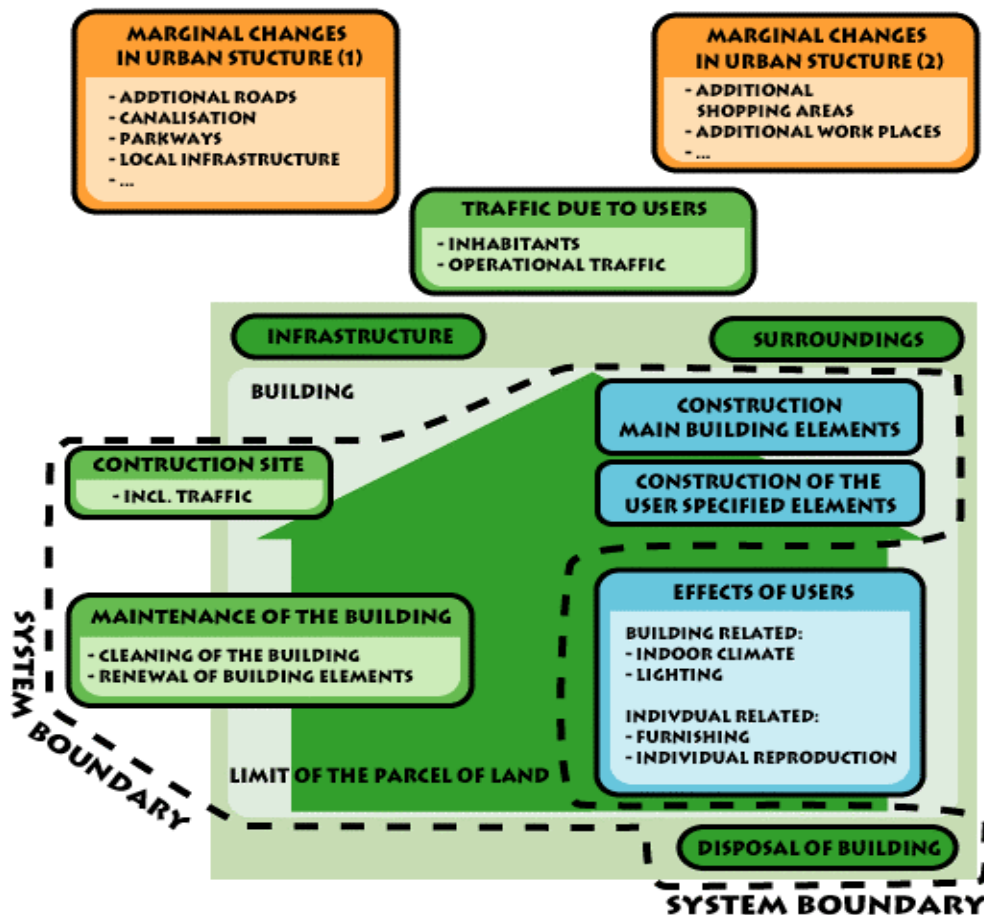 MARGINAL CHANGES
IN URBAN STUCTURE (1)
- ADDTIONAL ROADS
- CANALISATION
- PARKWAYS
- LOCAL INFRASTRUCTURE
- ...
MARGINAL CHANGES
IN URBAN STUCTURE (2)
- ADDITIONAL
SHOPPING AREAS
- ADDITIONAL WORK PLACES
- ...
TRAFFIC DUE TO USERS
- INHABITANTS
- OPERATIONAL TRAFFIC
INFRASTRUCTURE
SURROUNDINGS
BUILDING
CONSTRUCTION
MAIN BUILDING ELEMENTS
CONTRUCTION SITE
- INCL. TRAFFIC
CONSTRUCTION OF THE
USER SPECIFIED ELEMENTS
MAINTENANCE OF THE BUILDING
- CLEANING OF THE BUILDING
- RENEWAL OF BUILDING ELEMENTS
EFFECTS OF USERS
BUILDING RELATED:
- INDOOR CLIMATE
- LIGHTING
INDIVDUAL RELATED:
- FURNISHING
- INDIVIDUAL REPRODUCTION
SYSTEM BOUNDARY
LIMIT OF THE PARCEL OF LAND
DISPOSAL OF BUILDING
SYSTEM BOUNDARY